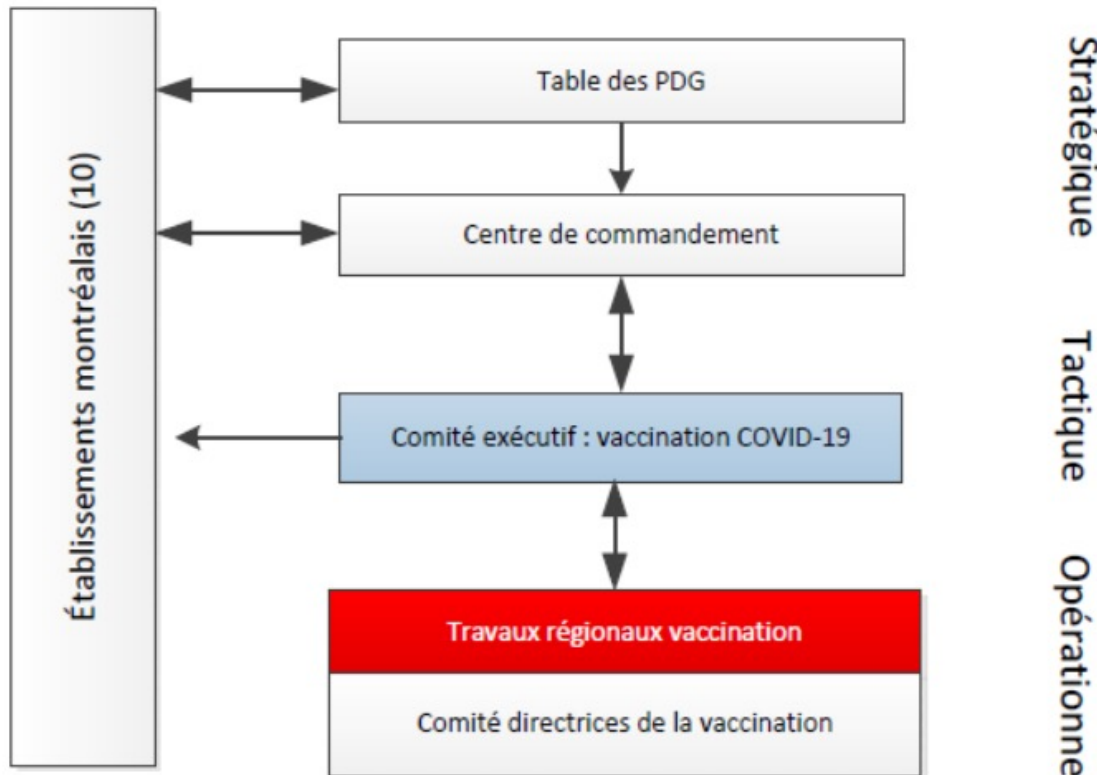 Établissements montréalais (10)
Table des PDG
Centre de commandement
Comité exécutif : vaccination COVID-19
Travaux régionaux vaccination
Comité directrices de la vaccination
Stratégique
Tactique
Opérationne